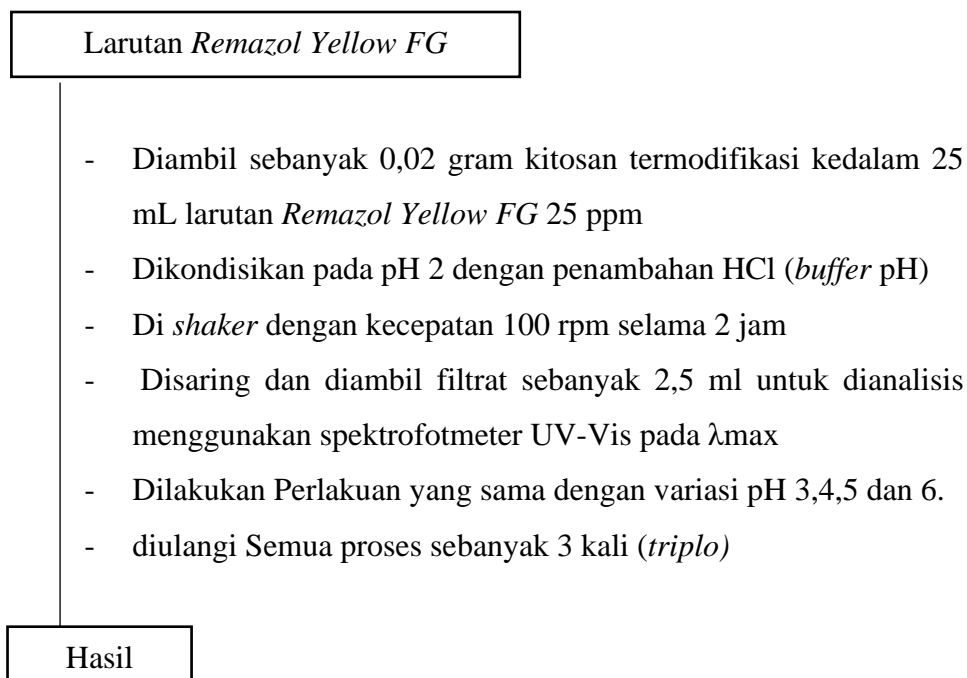 Larutan Remazol Yellow FG
- Diambil sebanyak 0,02 gram kitosan termodifikasi kedalam 25
mL larutan Remazol Yellow FG 25 ppm
- Dikondisikan pada pH 2 dengan penambahan HCl (buffer pH)
- Di shaker dengan kecepatan 100 rpm selama 2 jam
- Disaring dan diambil filtrat sebanyak 2,5 ml untuk dianalisis
menggunakan spektrofotmeter UV-Vis pada λmax
- Dilakukan Perlakuan yang sama dengan variasi pH 3,4,5 dan 6.
- diulangi Semua proses sebanyak 3 kali (triplo)
Hasil